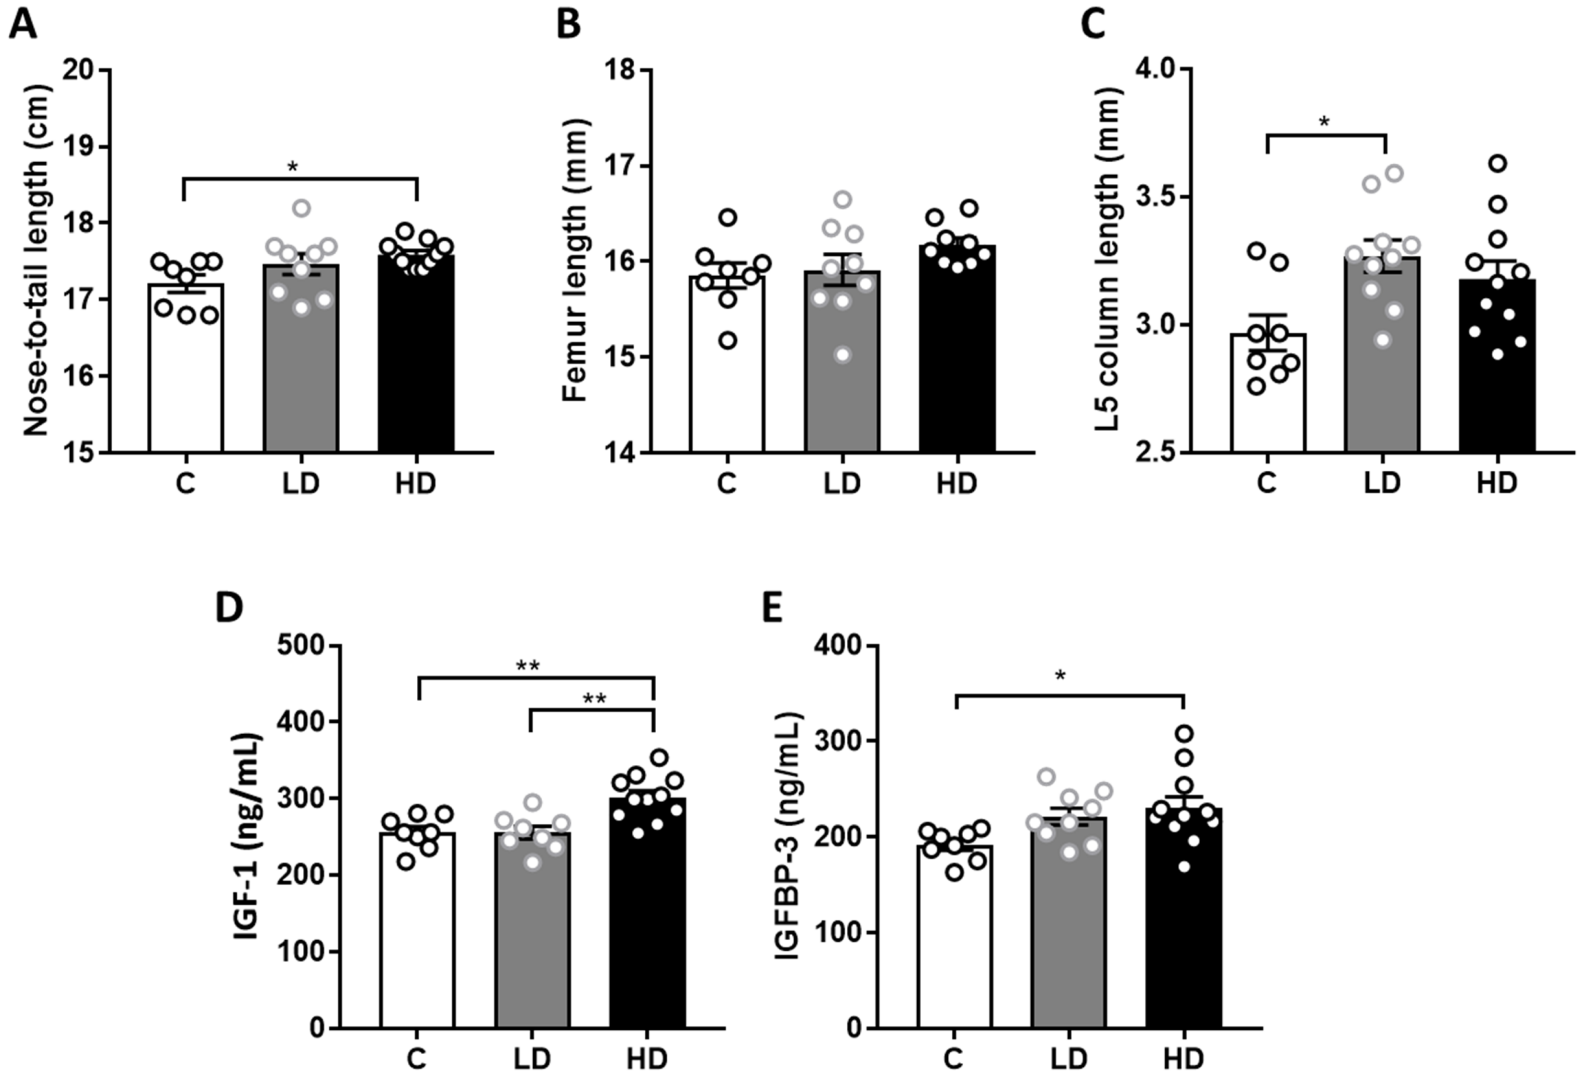 A
Nose-to-tail length (cm)
20
19
18
17
16
15
*
C LD HD
B
Femur length (mm)
18
17
16
15
14
C LD HD
C
L5 column length (mm)
4.0
3.5
3.0
2.5
*
C LD HD
D
IGF-1 (ng/mL)
500
400
300
200
100
0
**
**
C LD HD
E
IGFBP-3 (ng/mL)
400
300
200
100
0
*
C LD HD